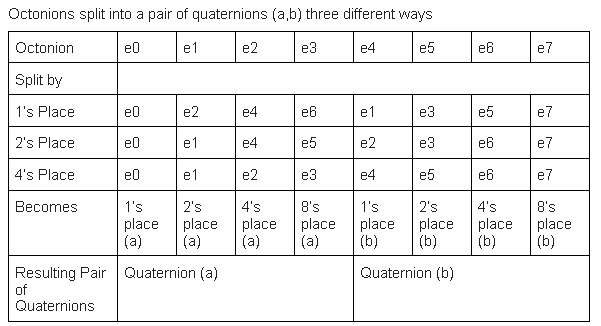 Octonions split into a pair of quaternions (a,b) three different ways
Octonion e0 e1 e2 e3 e4 e5 e6 e7
Split by
1's Place e0 e2 e4 e6 e1 e3 e5 e7
2's Place e0 e1 e4 e5 e2 e3 e6 e7
4's Place e0 e1 e2 e3 e4 e5 e6 e7
Becomes 1's 2's 4's 8's 1's 2's 4's 8's
place place place place place place place place
(a) (a) (a) (a) (b) (b) (b) (b)
Resulting Pair Quaternion (a) Quaternion (b)
of
Quaternions